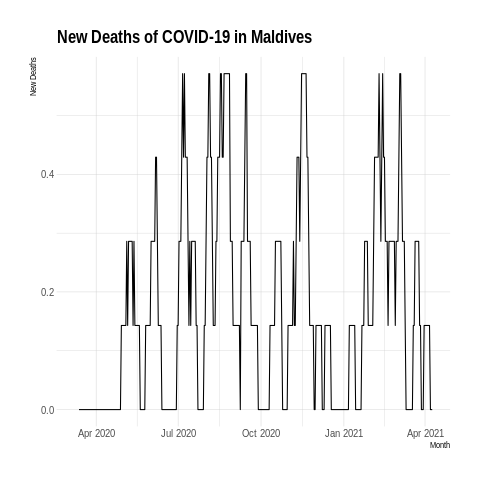 New Deaths of COVID-19 in Maldives
New Deaths
0.4
0.2
0.0
Apr 2020
Jul 2020
Oct 2020
Jan 2021
Apr 2021
Month